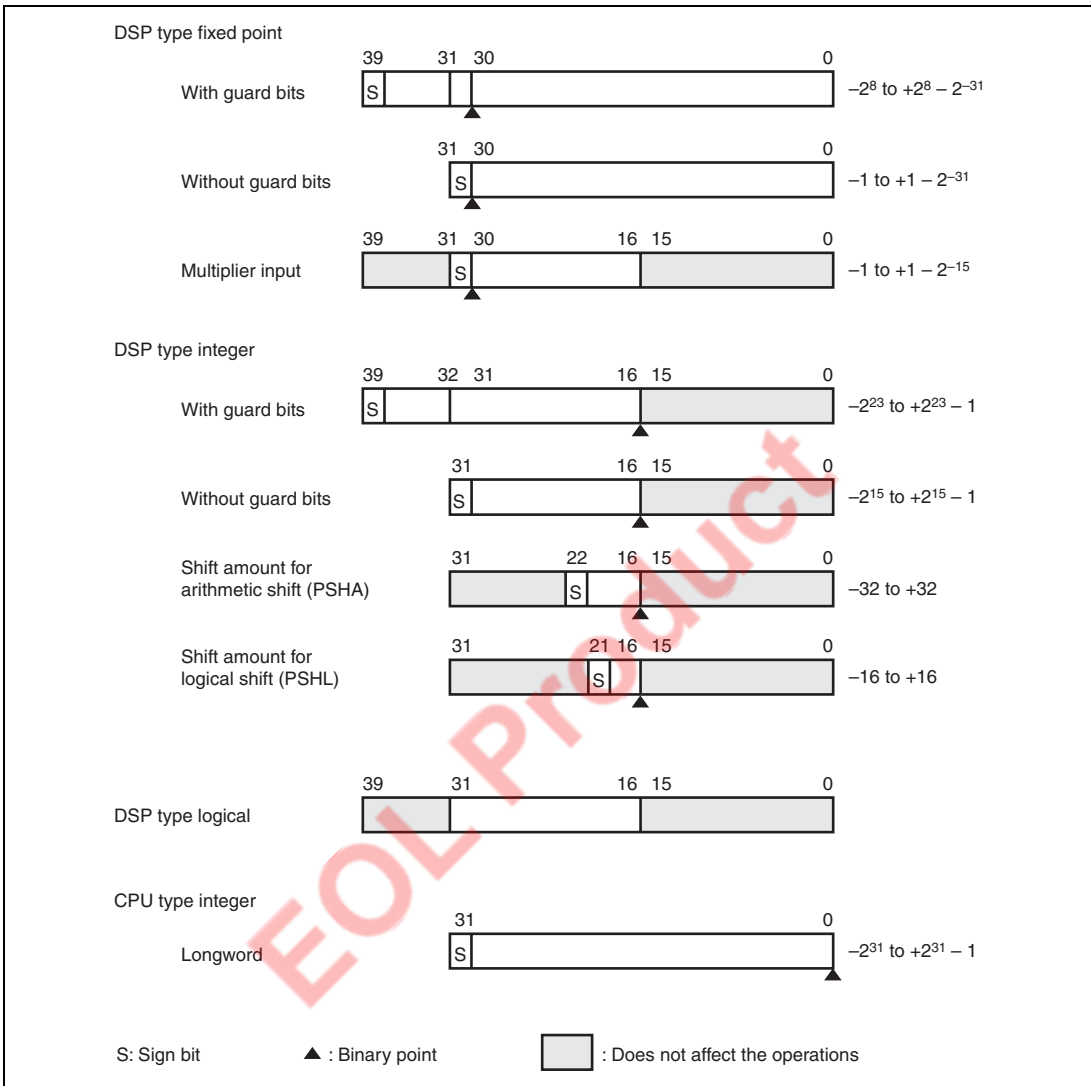 DSP type fixed point
39 31 30 0
With guard bits S –2⁸ to +2⁸ – 2⁻³¹
31 30 0
Without guard bits S –1 to +1 – 2⁻³¹
39 31 30 16 15 0
Multiplier input S –1 to +1 – 2⁻¹⁵
DSP type integer
39 32 31 16 15 0
With guard bits S –2²³ to +2²³ – 1
31 16 15 0
Without guard bits S –2¹⁵ to +2¹⁵ – 1
31 22 16 15 0
Shift amount for
arithmetic shift (PSHA) S –32 to +32
31 21 16 15 0
Shift amount for
logical shift (PSHL) S –16 to +16
39 31 16 15 0
DSP type logical
CPU type integer
31 0
Longword S –2³¹ to +2³¹ – 1
S: Sign bit ▲ : Binary point : Does not affect the operations
EOL Product